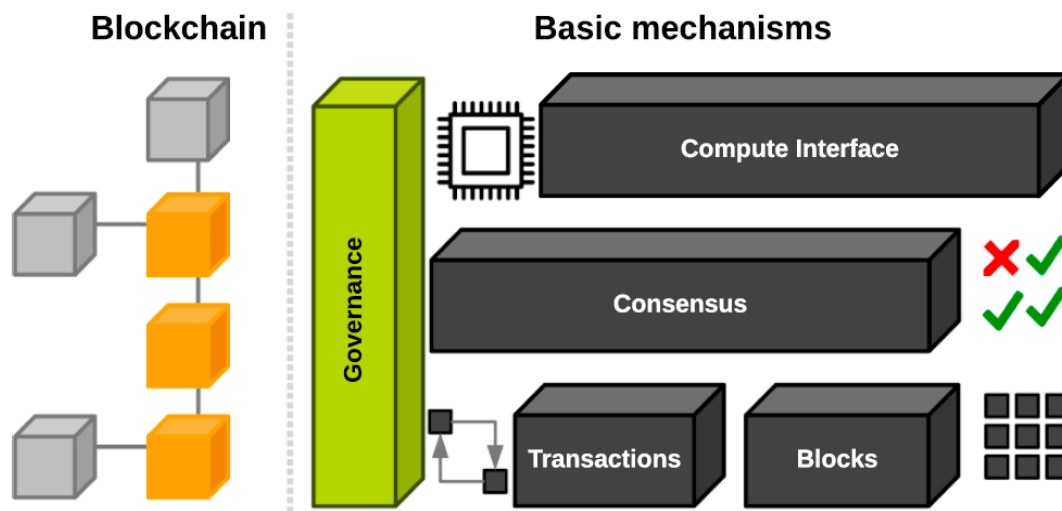 Blockchain
Basic mechanisms
Governance
Compute Interface
Consensus
Transactions
Blocks